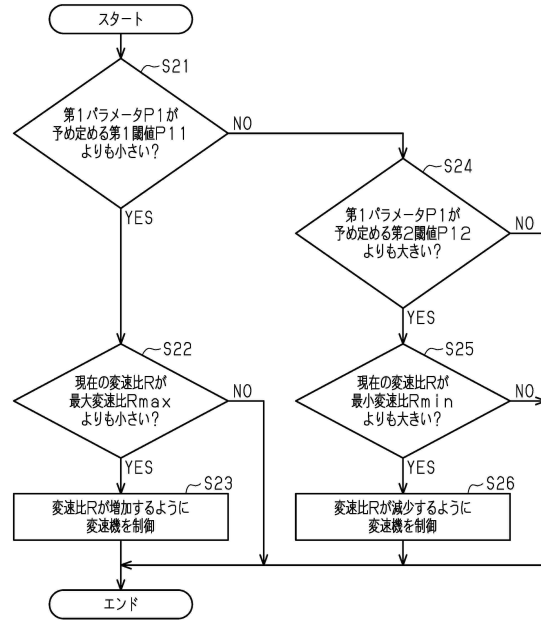 スタート
S21
第1パラメータP1が
予め定める第1閾値P11
よりも小さい?
NO
YES
S24
第1パラメータP1が
予め定める第2閾値P12
よりも大きい?
NO
YES
S22
現在の変速比Rが
最大変速比Rmax
よりも小さい?
NO
YES
S25
現在の変速比Rが
最小変速比Rmin
よりも大きい?
NO
YES
S23
変速比Rが増加するように
変速機を制御
S26
変速比Rが減少するように
変速機を制御
エンド